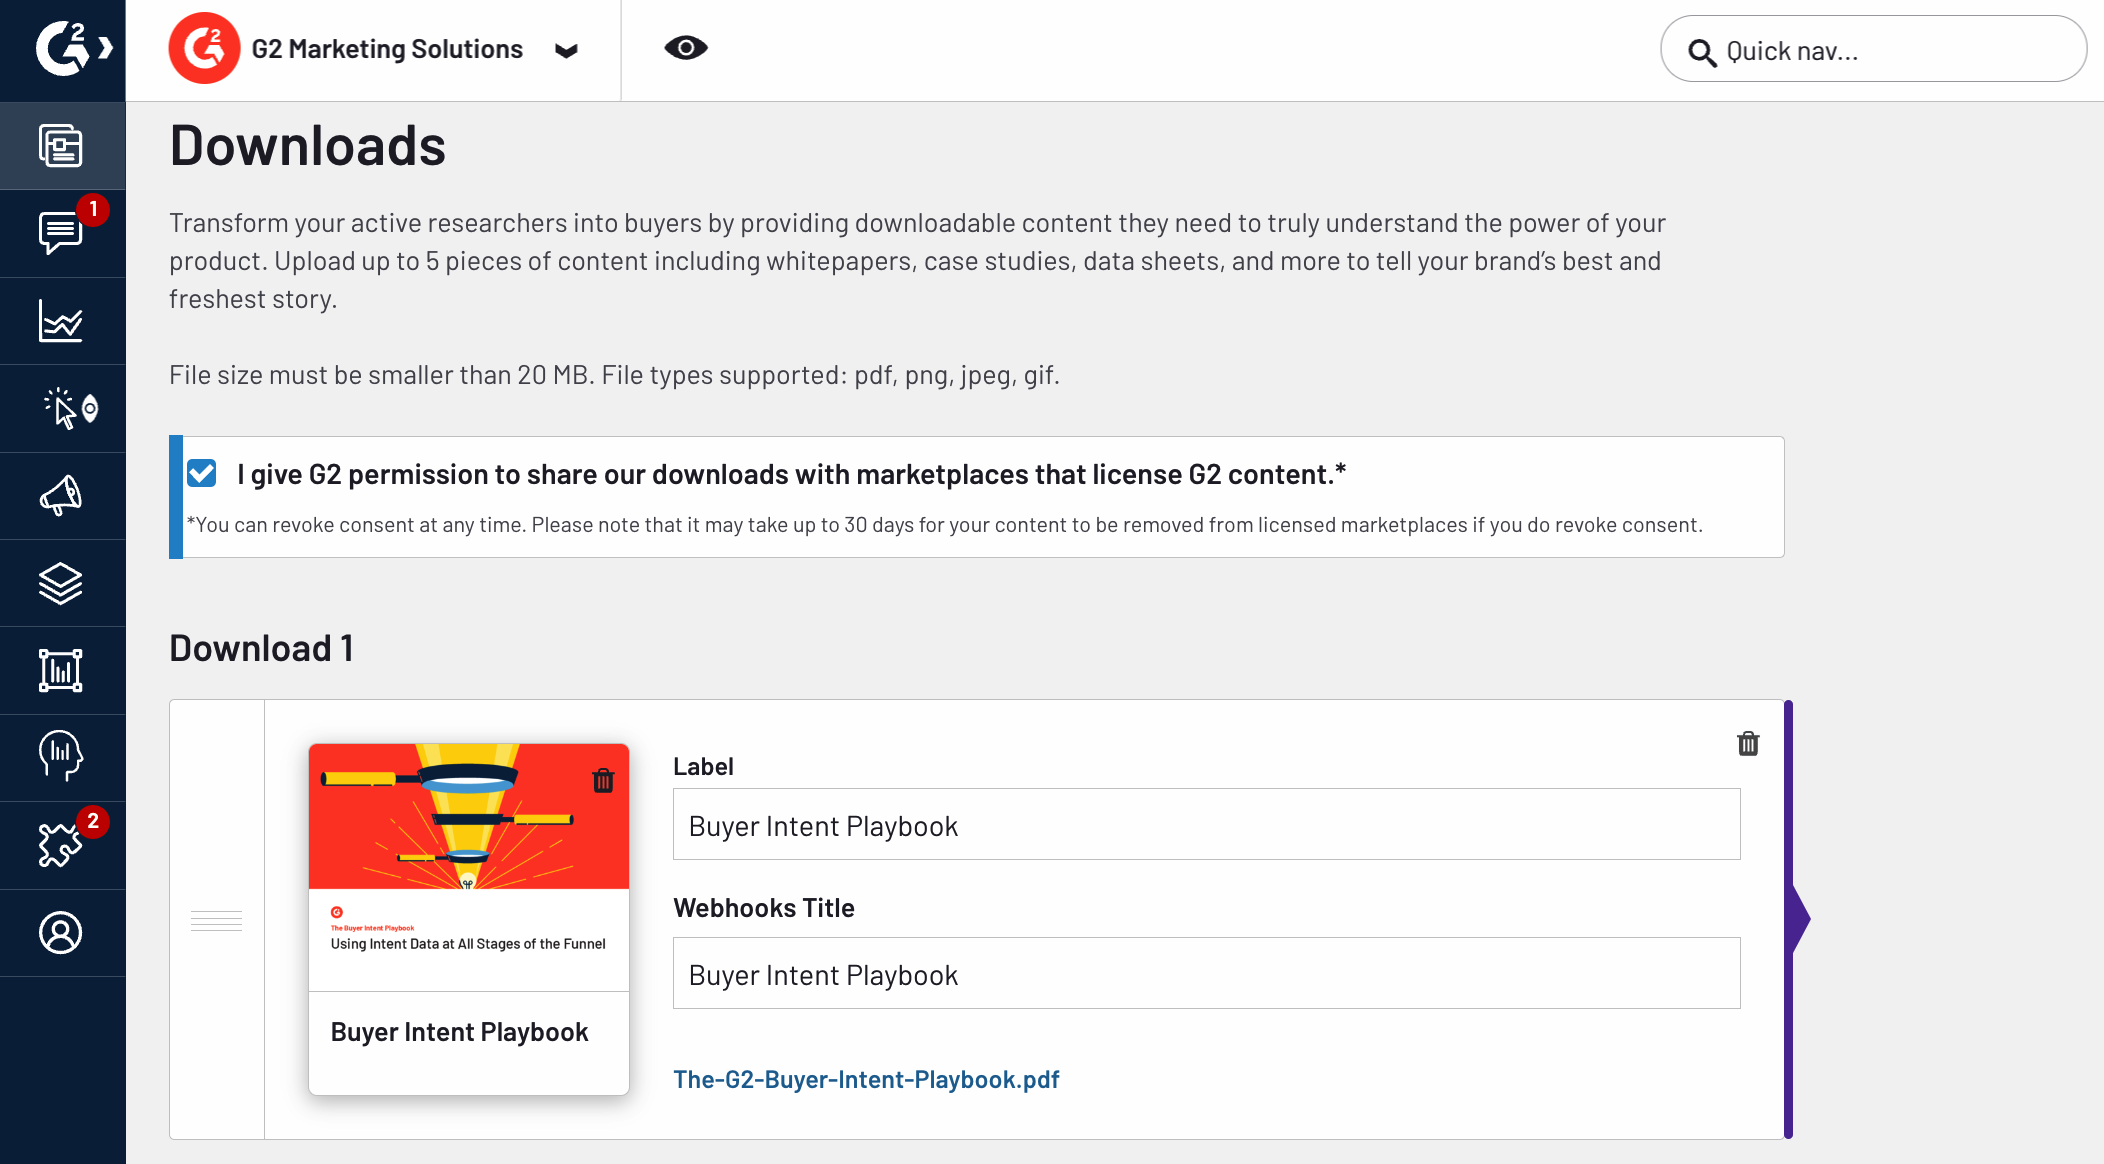 G2
G2 Marketing Solutions
Quick nav...
1
2
Downloads
Transform your active researchers into buyers by providing downloadable content they need to truly understand the power of your
product. Upload up to 5 pieces of content including whitepapers, case studies, data sheets, and more to tell your brand’s best and
freshest story.
File size must be smaller than 20 MB. File types supported: pdf, png, jpeg, gif.
I give G2 permission to share our downloads with marketplaces that license G2 content.*
*You can revoke consent at any time. Please note that it may take up to 30 days for your content to be removed from licensed marketplaces if you do revoke consent.
Download 1
The Buyer Intent Playbook
Using Intent Data at All Stages of the Funnel
Buyer Intent Playbook
Label
Buyer Intent Playbook
Webhooks Title
Buyer Intent Playbook
The-G2-Buyer-Intent-Playbook.pdf